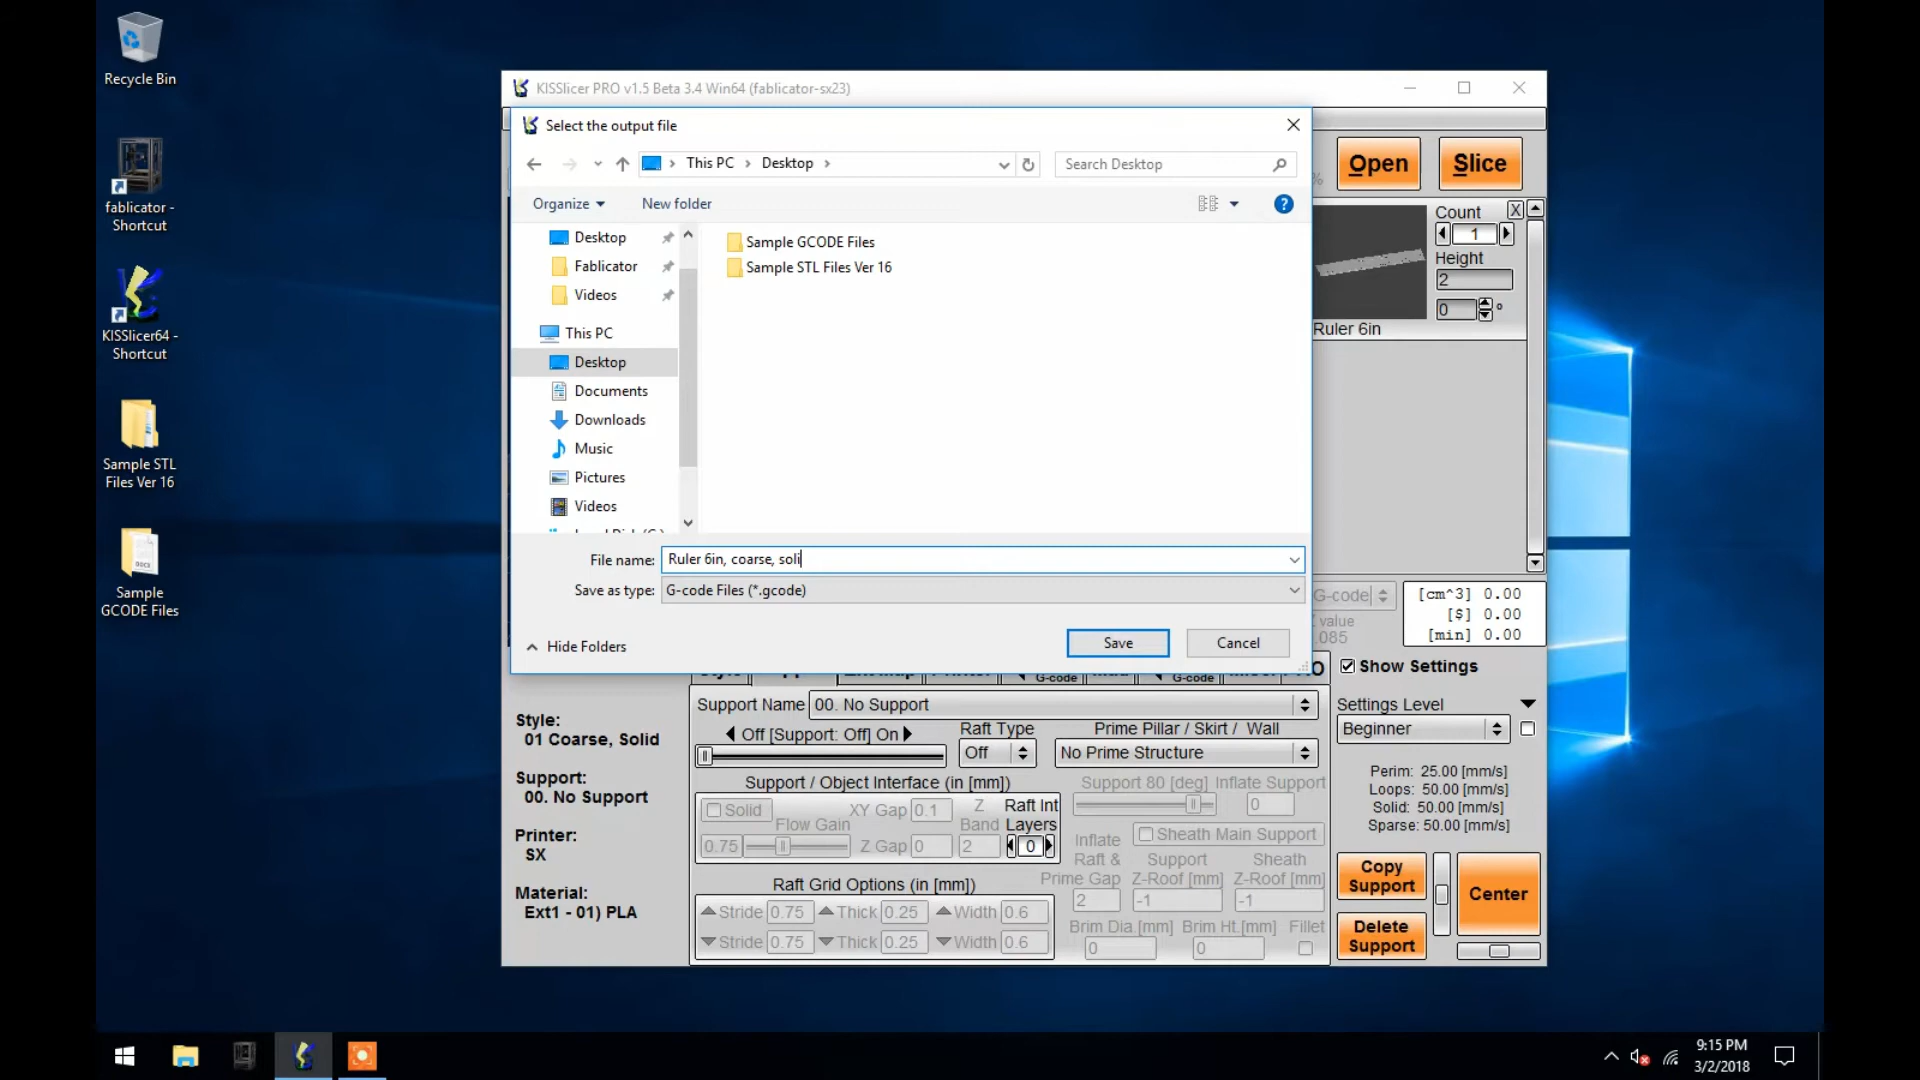 Recycle Bin
fablicator -
Shortcut
KISSlicer64 -
Shortcut
Sample STL
Files Ver 16
DOCX
Sample
GCODE Files
KISSlicer PRO v1.5 Beta 3.4 Win64 (fablicator-sx23)
Select the output file
This PC > Desktop >
Search Desktop
Organize
New folder
?
Desktop
Fablicator
Videos
This PC
Desktop
Documents
Downloads
Music
Pictures
Videos
Sample GCODE Files
Sample STL Files Ver 16
File name: Ruler 6in, coarse, soli
Save as type: G-code Files (*.gcode)
Hide Folders
Save
Cancel
%
Open
Slice
Count
X
1
Height
2
0 °
Ruler 6in
G-code
[cm^3] 0.00
[$] 0.00
[min] 0.00
value
.085
G-code
G-code
Show Settings
Settings Level
Beginner
Style:
01 Coarse, Solid
Support:
00. No Support
Printer:
SX
Material:
Ext1 - 01) PLA
Support Name 00. No Support
Off [Support: Off] On
Raft Type
Off
Prime Pillar / Skirt / Wall
No Prime Structure
Support / Object Interface (in [mm])
Solid
XY Gap 0.1
Z
Band
2
Raft Int
Layers
0
Flow Gain
0.75
Z Gap 0
Support 80 [deg]
Inflate Support
0
Sheath Main Support
Inflate
Raft &
Prime Gap
2
Support
Z-Roof [mm]
-1
Sheath
Z-Roof [mm]
-1
Raft Grid Options (in [mm])
Stride 0.75 Thick 0.25 Width 0.6
Stride 0.75 Thick 0.25 Width 0.6
Brim Dia.[mm]
0
Brim Ht.[mm]
0
Fillet
Perim: 25.00 [mm/s]
Loops: 50.00 [mm/s]
Solid: 50.00 [mm/s]
Sparse: 50.00 [mm/s]
Copy
Support
Delete
Support
Center
9:15 PM
3/2/2018